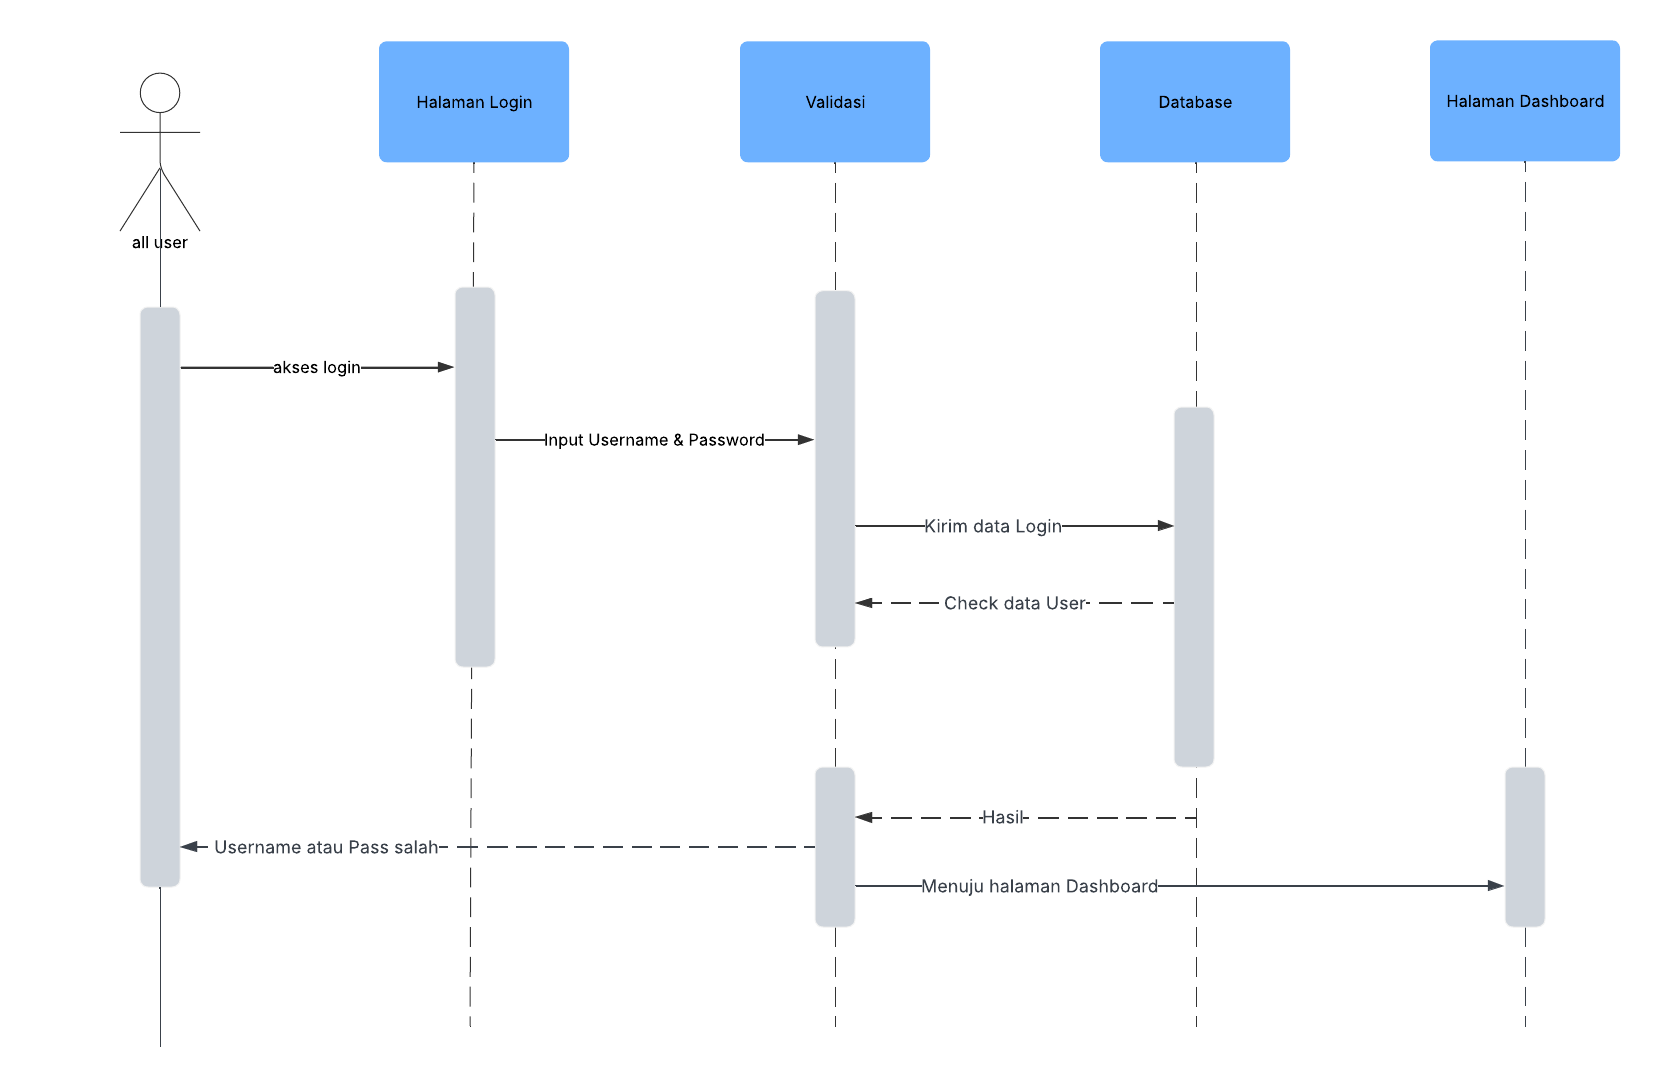 Halaman Login
Validasi
Database
Halaman Dashboard
all user
akses login
Input Username & Password
Kirim data Login
Check data User
Hasil
Username atau Pass salah
Menuju halaman Dashboard